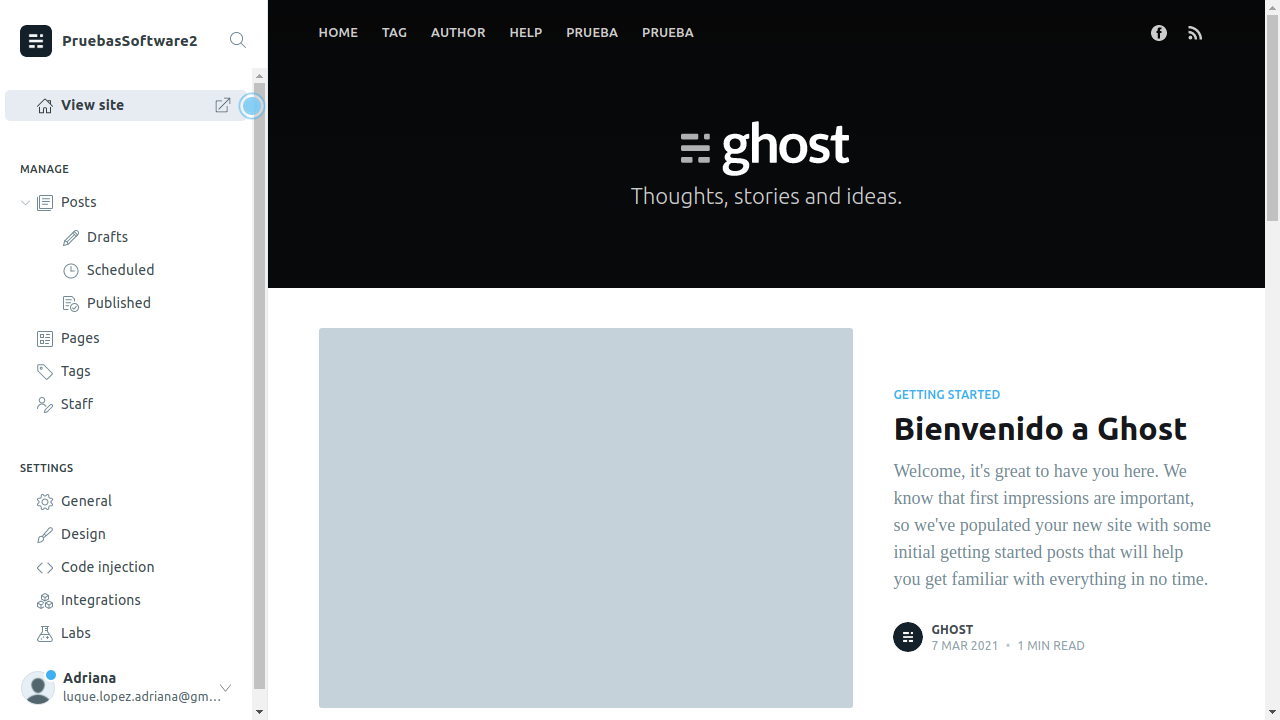 PruebasSoftware2
View site
MANAGE
Posts
Drafts
Scheduled
Published
Pages
Tags
Staff
SETTINGS
General
Design
Code injection
Integrations
Labs
Adriana
luque.lopez.adriana@gm...
HOME TAG AUTHOR HELP PRUEBA PRUEBA
ghost
Thoughts, stories and ideas.
GETTING STARTED
Bienvenido a Ghost
Welcome, it's great to have you here. We
know that first impressions are important,
so we've populated your new site with some
initial getting started posts that will help
you get familiar with everything in no time.
GHOST
7 MAR 2021 • 1 MIN READ